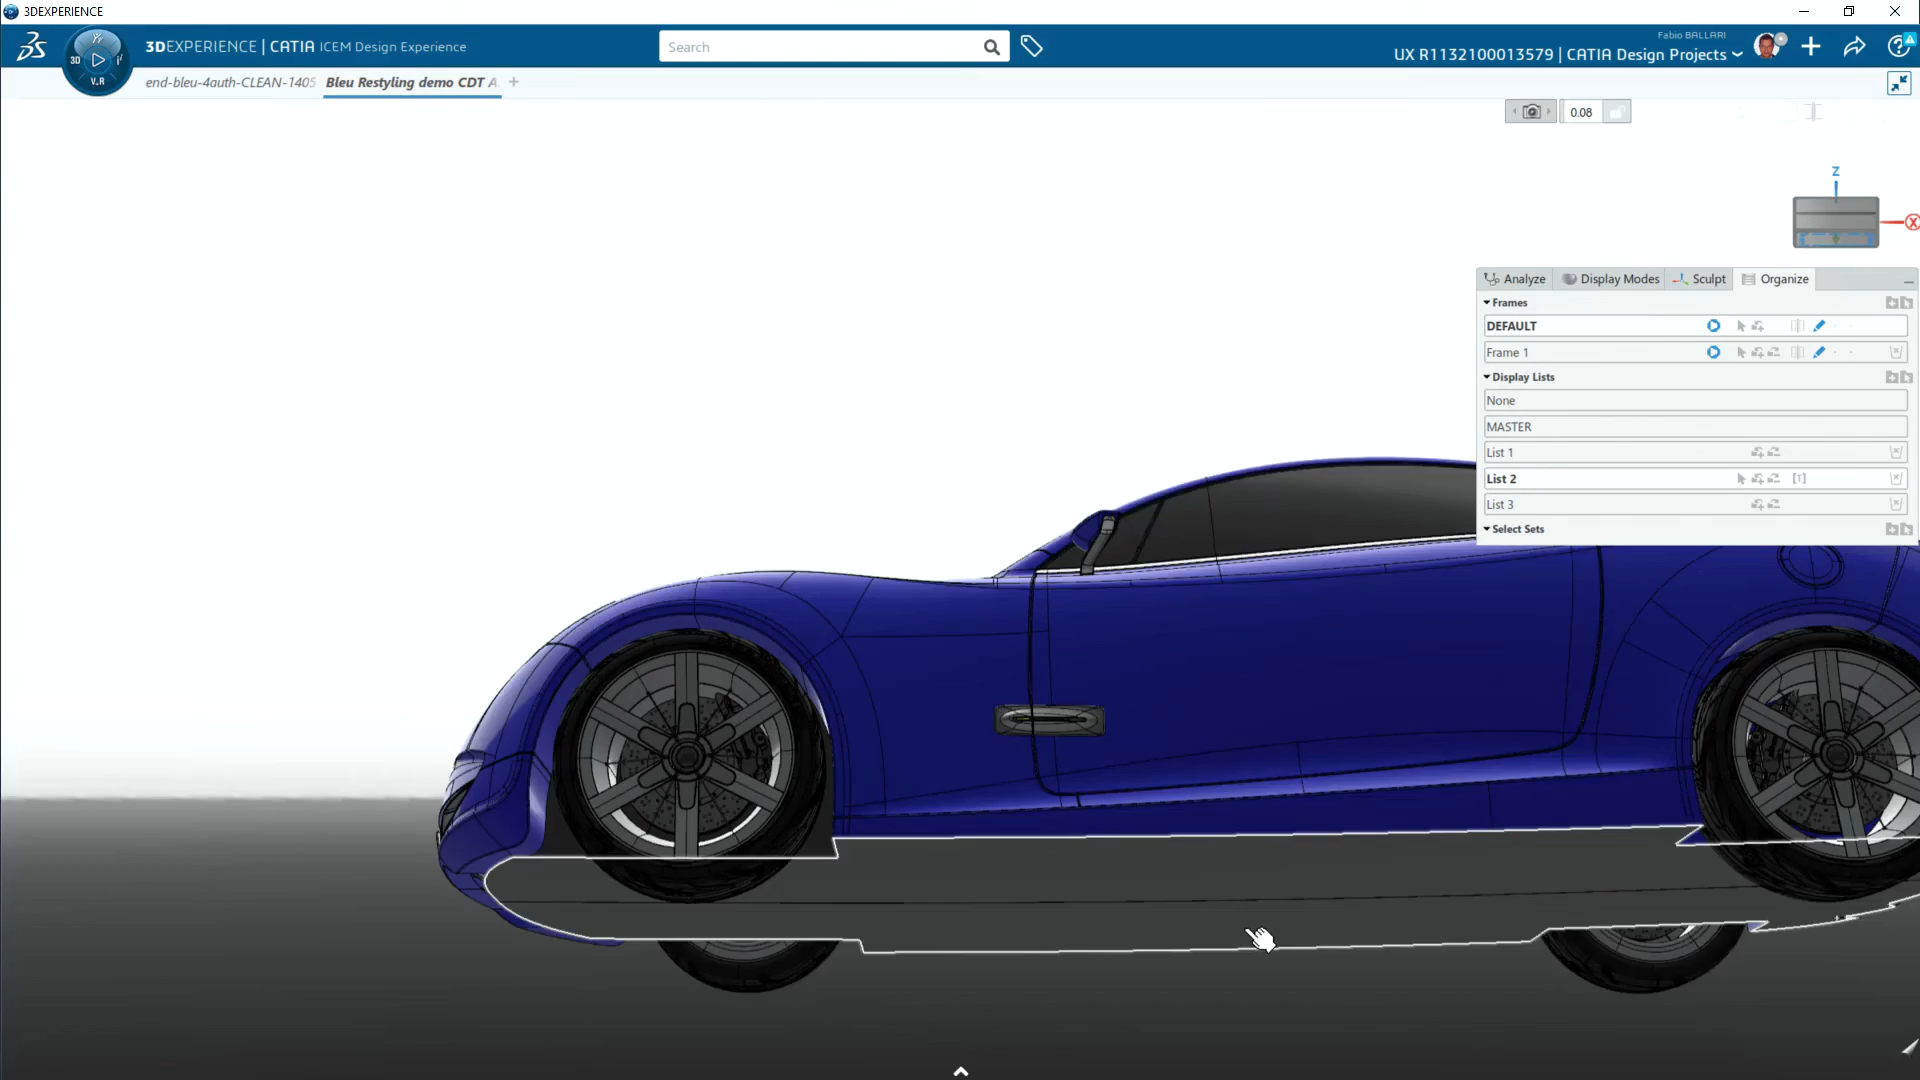 3DEXPERIENCE
3DEXPERIENCE | CATIA ICEM Design Experience
Search
Fabio BALLARI
UX R1132100013579 | CATIA Design Projects
3D
V.R
end-bleu-4auth-CLEAN-1405
Bleu Restyling demo CDT A
0.08
Z
X
Analyze
Display Modes
Sculpt
Organize
Frames
DEFAULT
Frame 1
Display Lists
None
MASTER
List 1
List 2
[T]
List 3
Select Sets